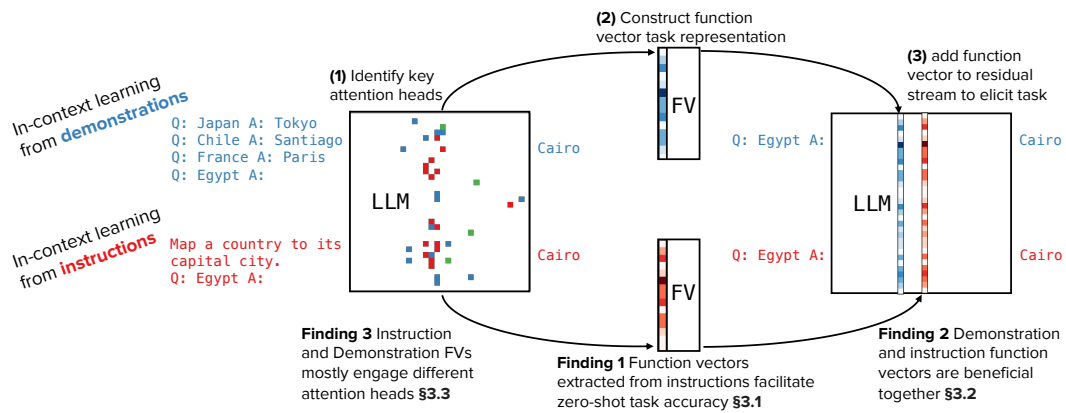 In-context learning
from demonstrations
Q: Japan A: Tokyo
Q: Chile A: Santiago
Q: France A: Paris
Q: Egypt A:
In-context learning
from instructions
Map a country to its
capital city.
Q: Egypt A:
(1) Identify key
attention heads
LLM
Cairo
Cairo
(2) Construct function
vector task representation
FV
FV
(3) add function
vector to residual
stream to elicit task
Q: Egypt A:
Q: Egypt A:
LLM
Cairo
Cairo
Finding 3 Instruction
and Demonstration FVs
mostly engage different
attention heads §3.3
Finding 1 Function vectors
extracted from instructions facilitate
zero-shot task accuracy §3.1
Finding 2 Demonstration
and instruction function
vectors are beneficial
together §3.2